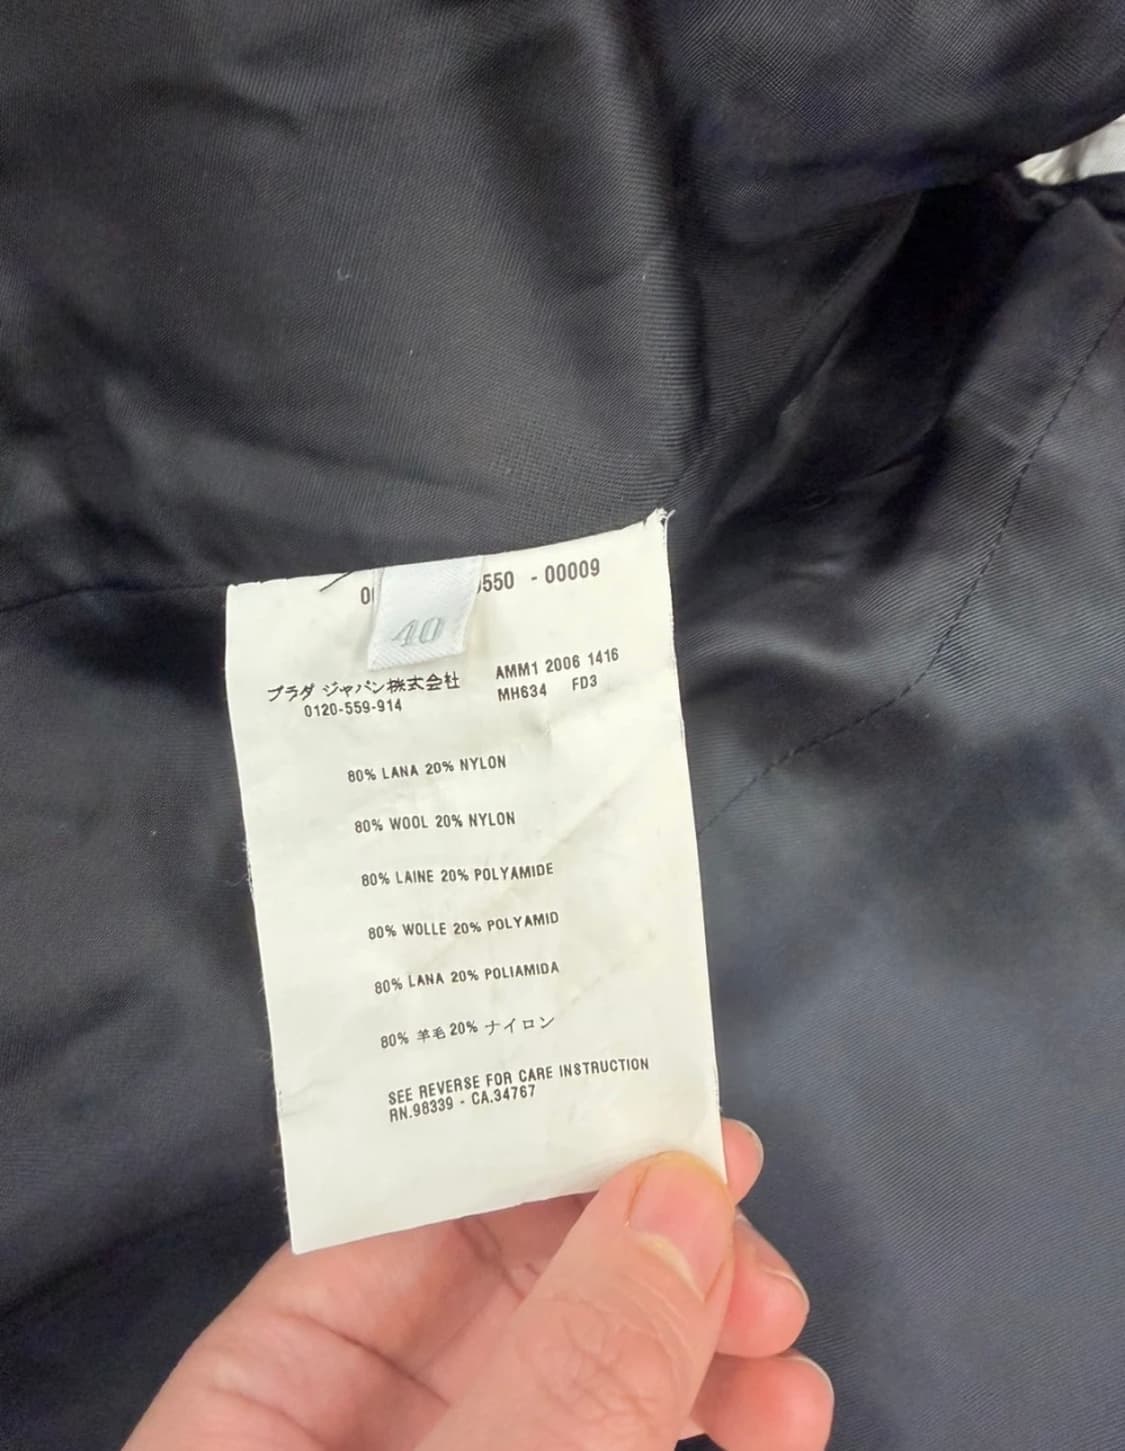 550 - 00009
40
プラダ ジャパン株式会社
0120-559-914
AMM1 2006 1416
MH634 FD3
80% LANA 20% NYLON
80% WOOL 20% NYLON
80% LAINE 20% POLYAMIDE
80% WOLLE 20% POLYAMID
80% LANA 20% POLIAMIDA
80% 羊毛 20% ナイロン
SEE REVERSE FOR CARE INSTRUCTION
RN.98339 - CA.34767